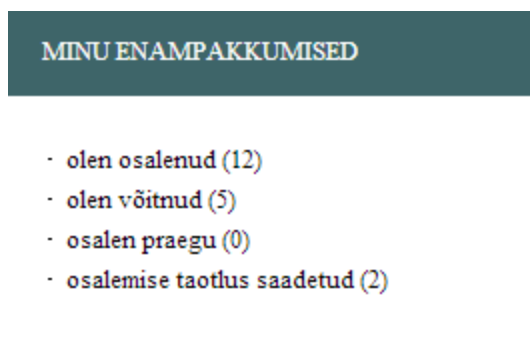 MINU ENAMPAKKUMISED
· olen osalenud (12)
· olen võitnud (5)
· osalen praegu (0)
· osalemise taotlus saadetud (2)